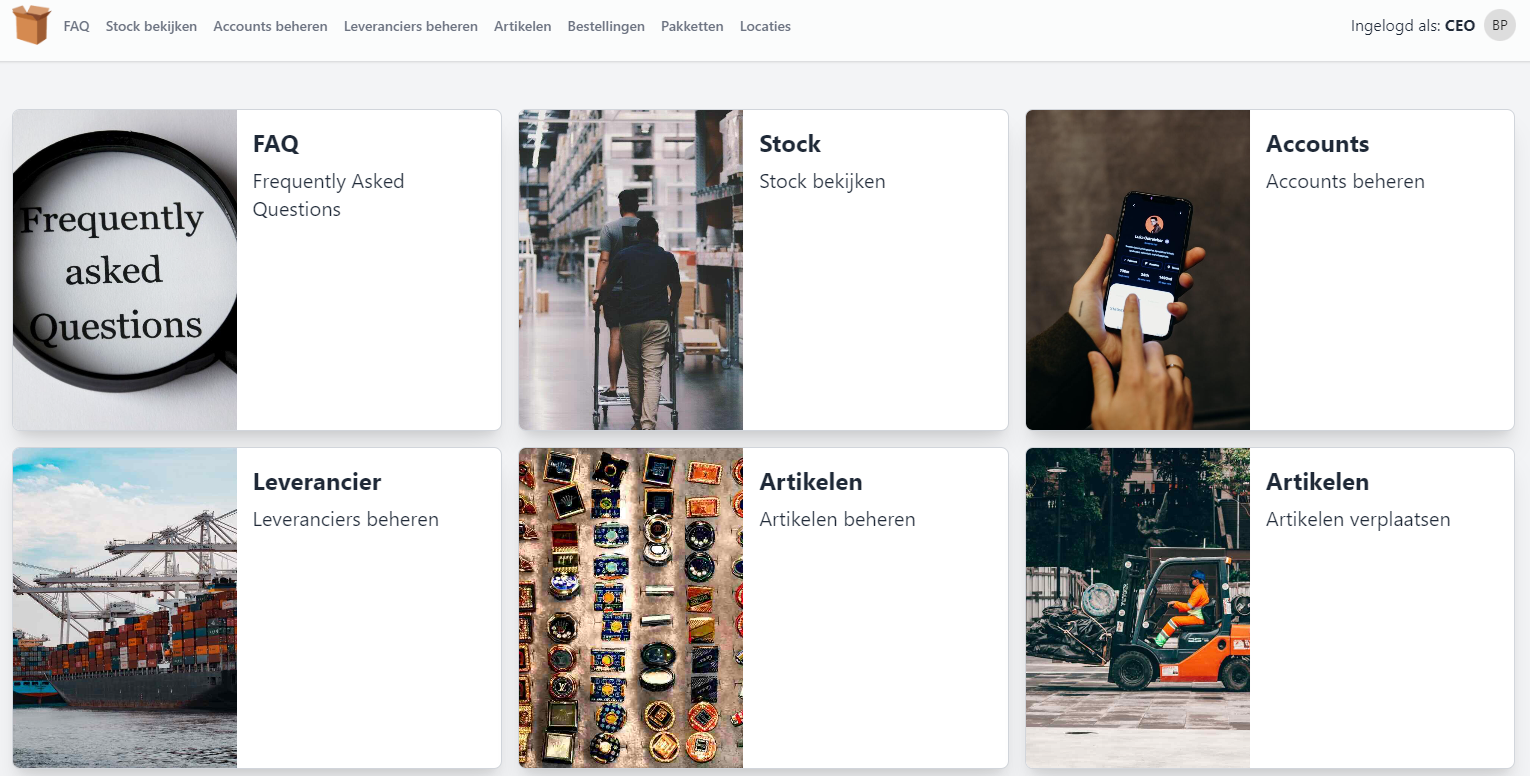 FAQ Stock bekijken Accounts beheren Leveranciers beheren Artikelen Bestellingen Pakketten Locaties
Ingelogd als: CEO BP
Frequently
asked
Questions
FAQ
Frequently Asked
Questions
Stock
Stock bekijken
Accounts
Accounts beheren
Leverancier
Leveranciers beheren
Artikelen
Artikelen beheren
Artikelen
Artikelen verplaatsen
TOYOTA